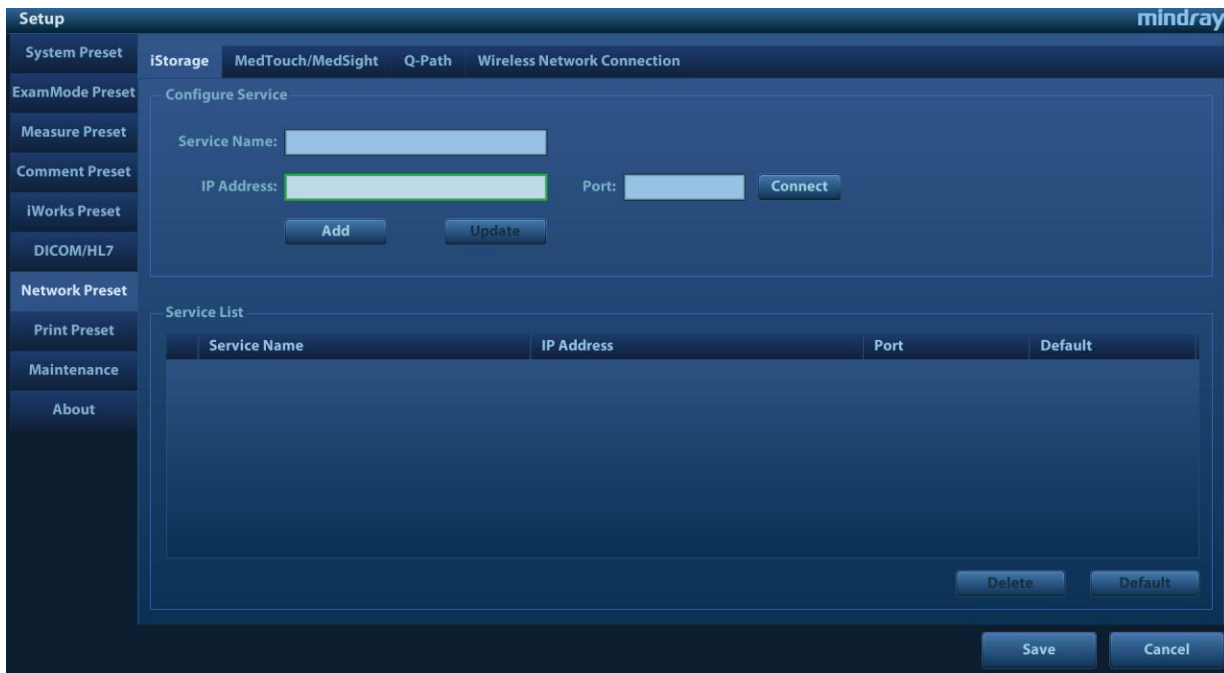 Setup
mindray
System Preset
ExamMode Preset
Measure Preset
Comment Preset
iWorks Preset
DICOM/HL7
Network Preset
Print Preset
Maintenance
About
iStorage MedTouch/MedSight Q-Path Wireless Network Connection
Configure Service
Service Name:
IP Address: Port: Connect
Add Update
Service List
Service Name IP Address Port Default
Delete Default
Save Cancel